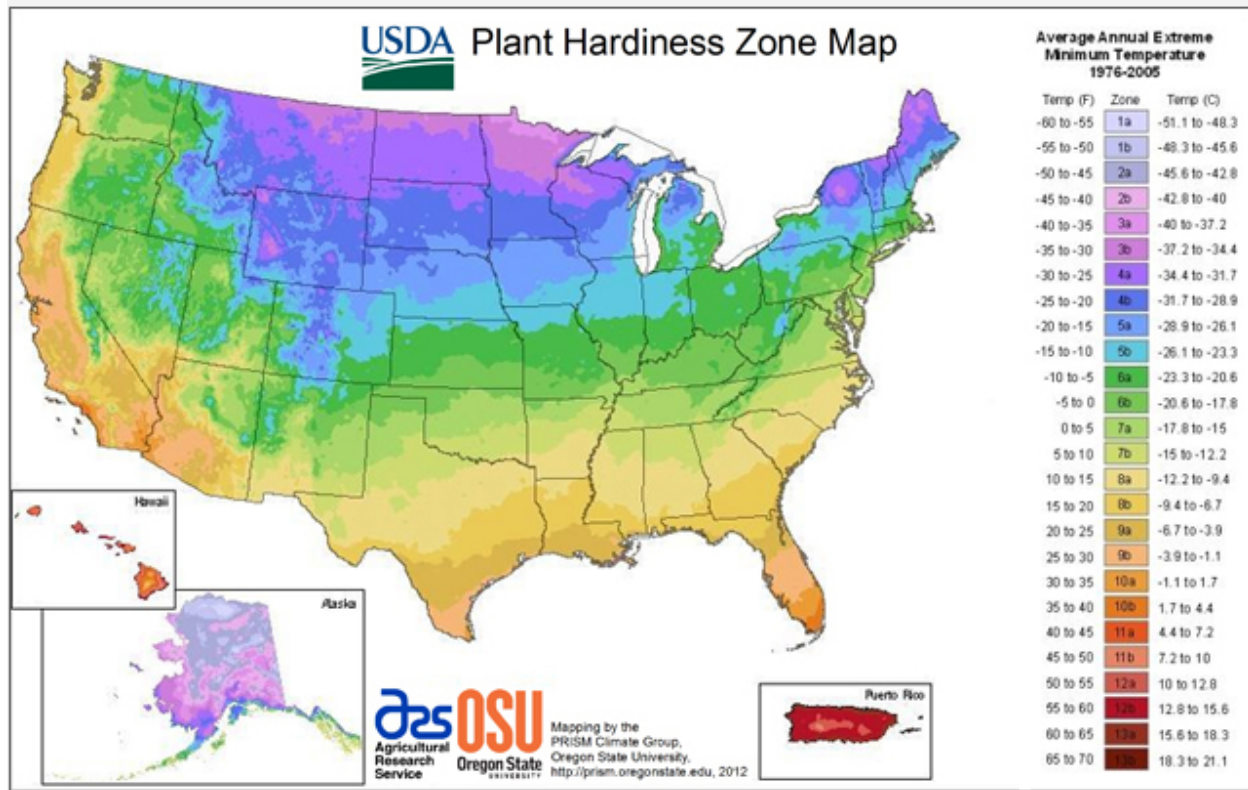 USDA Plant Hardiness Zone Map
Average Annual Extreme
Minimum Temperature
1976-2005
Temp (F) Zone Temp (C)
-60 to -55 1a -51.1 to -48.3
-55 to -50 1b -48.3 to -45.6
-50 to -45 2a -45.6 to -42.8
-45 to -40 2b -42.8 to -40
-40 to -35 3a -40 to -37.2
-35 to -30 3b -37.2 to -34.4
-30 to -25 4a -34.4 to -31.7
-25 to -20 4b -31.7 to -28.9
-20 to -15 5a -28.9 to -26.1
-15 to -10 5b -26.1 to -23.3
-10 to -5 6a -23.3 to -20.6
-5 to 0 6b -20.6 to -17.8
0 to 5 7a -17.8 to -15
5 to 10 7b -15 to -12.2
10 to 15 8a -12.2 to -9.4
15 to 20 8b -9.4 to -6.7
20 to 25 9a -6.7 to -3.9
25 to 30 9b -3.9 to -1.1
30 to 35 10a -1.1 to 1.7
35 to 40 10b 1.7 to 4.4
40 to 45 11a 4.4 to 7.2
45 to 50 11b 7.2 to 10
50 to 55 12a 10 to 12.8
55 to 60 12b 12.8 to 15.6
60 to 65 13a 15.6 to 18.3
65 to 70 13b 18.3 to 21.1
Hawaii
Alaska
Puerto Rico
ars
Agricultural
Research
Service
OSU
Oregon State
UNIVERSITY
Mapping by the
PRISM Climate Group,
Oregon State University,
http://prism.oregonstate.edu, 2012